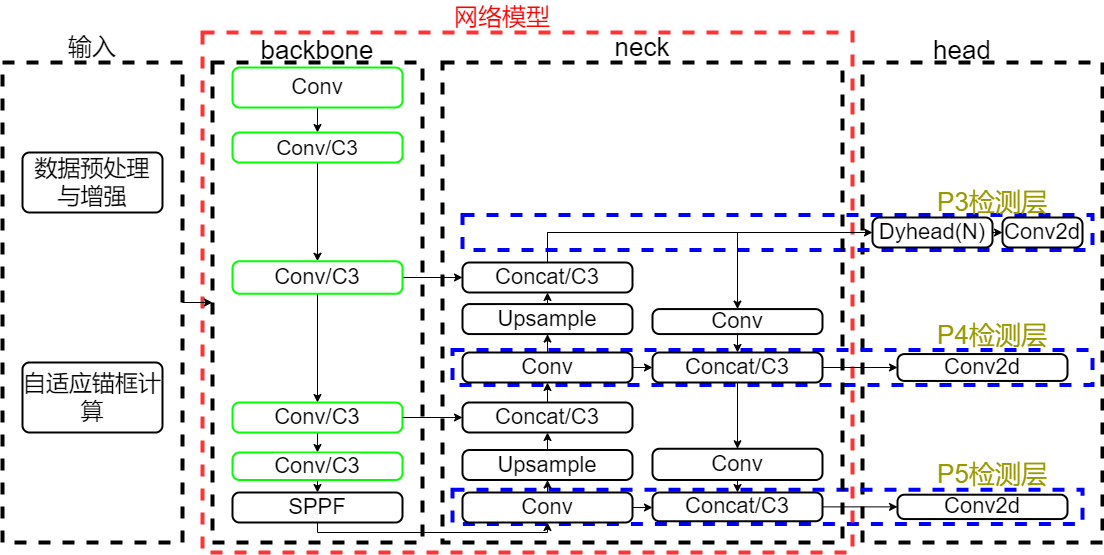 网络模型
输入
backbone
neck
head
数据预处理
与增强
自适应锚框计
算
Conv
Conv/C3
Conv/C3
Conv/C3
Conv/C3
SPPF
Concat/C3
Upsample
Conv
Concat/C3
Upsample
Conv
Conv
Concat/C3
Conv
Concat/C3
P3检测层
Dyhead(N)
Conv2d
P4检测层
Conv2d
P5检测层
Conv2d